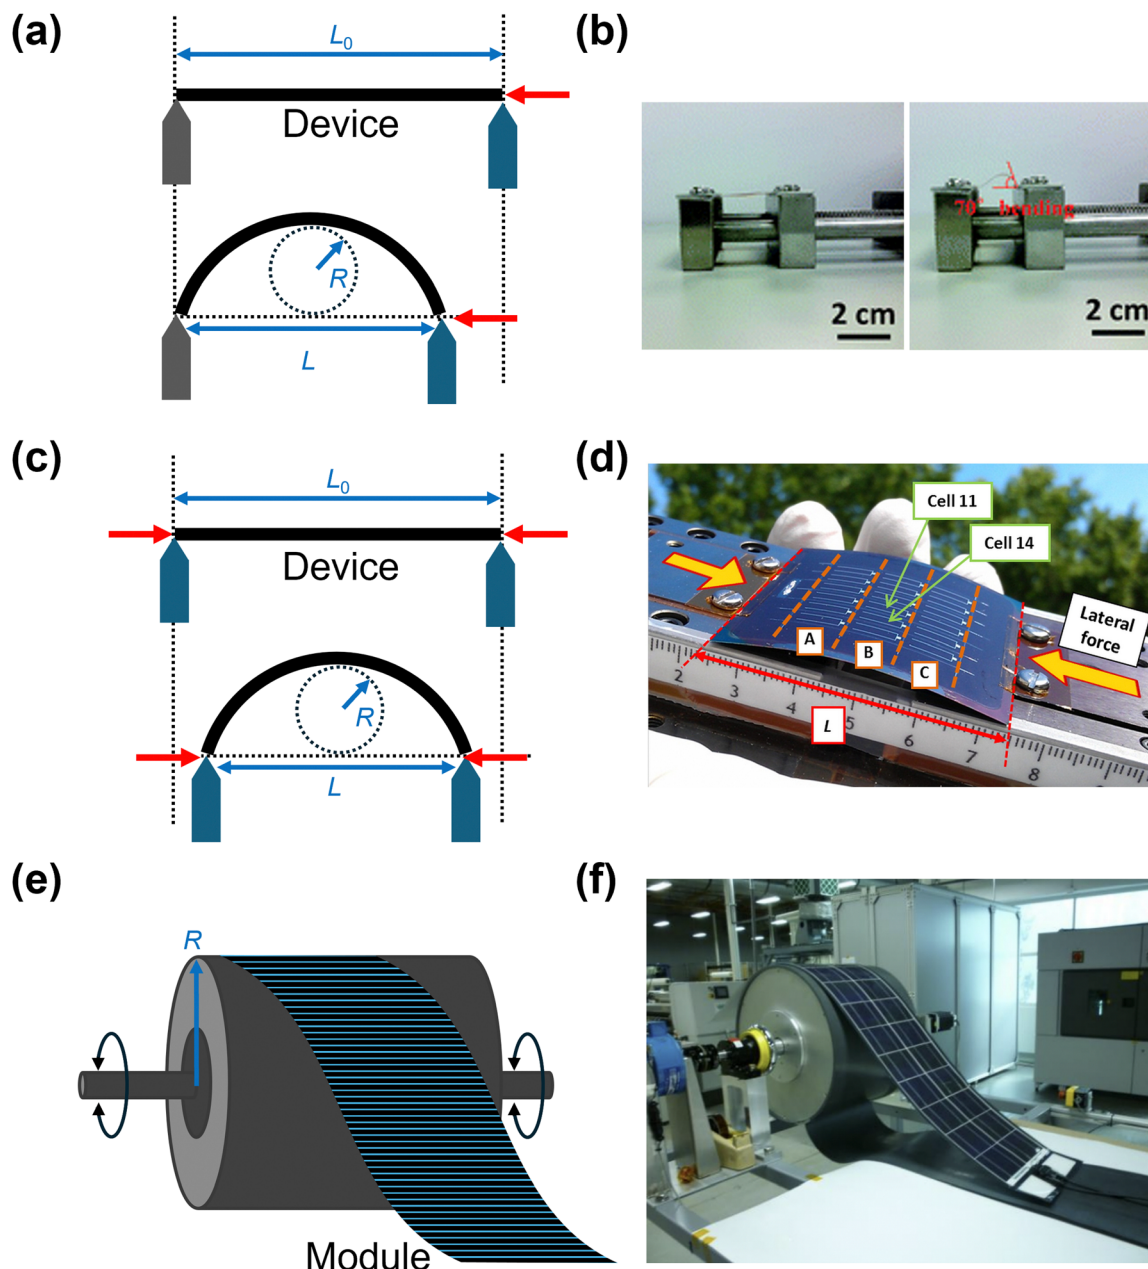 (a)
L0
Device
R
L
(b)
70° bending
2 cm
2 cm
(c)
L0
Device
R
L
(d)
Cell 11
Cell 14
Lateral
force
A
B
C
2
3
4
5
6
7
8
L
(e)
R
Module
(f)